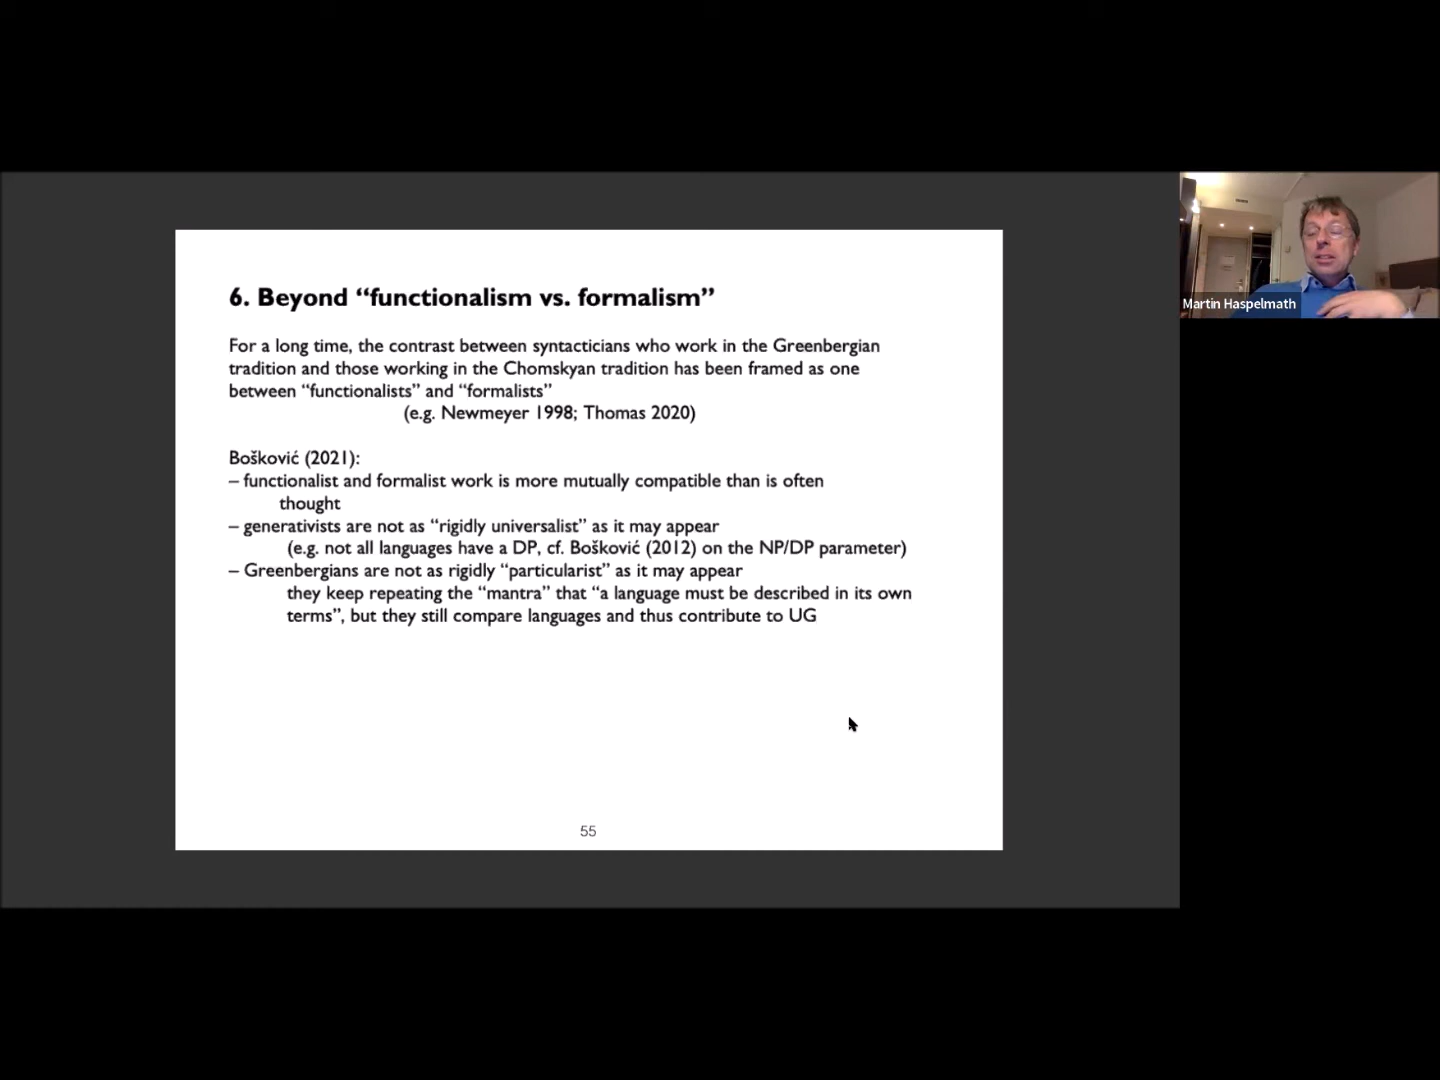 6. Beyond “functionalism vs. formalism”
For a long time, the contrast between syntacticians who work in the Greenbergian
tradition and those working in the Chomskyan tradition has been framed as one
between “functionalists” and “formalists”
(e.g. Newmeyer 1998; Thomas 2020)
Bošković (2021):
– functionalist and formalist work is more mutually compatible than is often
thought
– generativists are not as “rigidly universalist” as it may appear
(e.g. not all languages have a DP, cf. Bošković (2012) on the NP/DP parameter)
– Greenbergians are not as rigidly “particularist” as it may appear
they keep repeating the “mantra” that “a language must be described in its own
terms”, but they still compare languages and thus contribute to UG
55
Martin Haspelmath